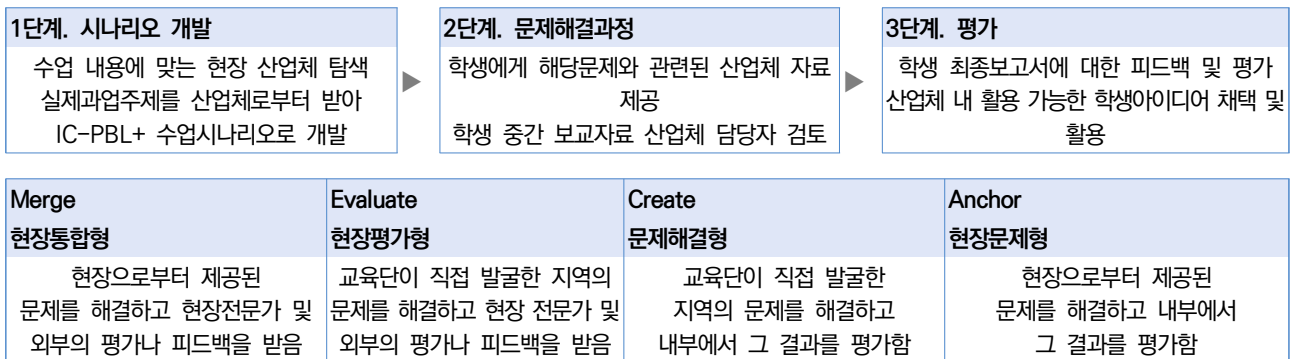 1단계. 시나리오 개발
수업 내용에 맞는 현장 산업체 탐색
실제과업주제를 산업체로부터 받아
IC-PBL+ 수업시나리오로 개발
▶
2단계. 문제해결과정
학생에게 해당문제와 관련된 산업체 자료
제공
학생 중간 보교자료 산업체 담당자 검토
▶
3단계. 평가
학생 최종보고서에 대한 피드백 및 평가
산업체 내 활용 가능한 학생아이디어 채택 및
활용
Merge
현장통합형
현장으로부터 제공된
문제를 해결하고 현장전문가 및
외부의 평가나 피드백을 받음
Evaluate
현장평가형
교육단이 직접 발굴한 지역의
문제를 해결하고 현장 전문가 및
외부의 평가나 피드백을 받음
Create
문제해결형
교육단이 직접 발굴한
지역의 문제를 해결하고
내부에서 그 결과를 평가함
Anchor
현장문제형
현장으로부터 제공된
문제를 해결하고 내부에서
그 결과를 평가함